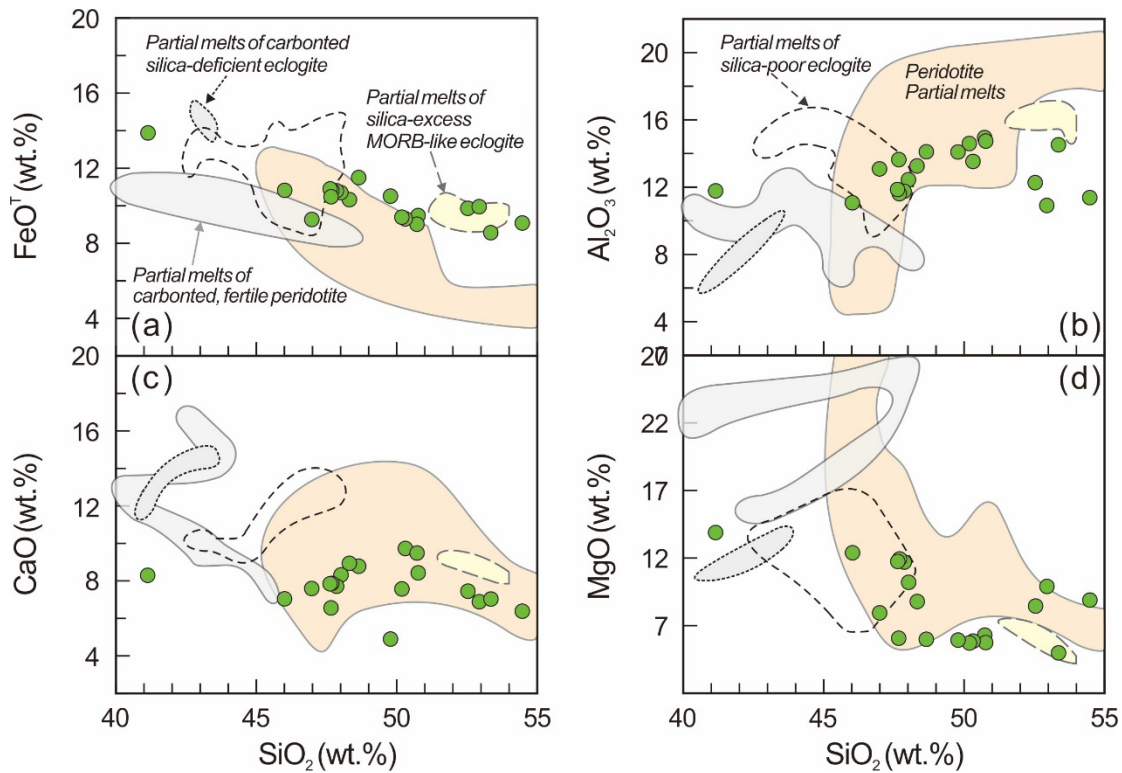 20
16
12
8
4
FeOᵀ (wt.%)
Partial melts of carbonted
silica-deficient eclogite
Partial melts of
silica-excess
MORB-like eclogite
Partial melts of
carbonted, fertile peridotite
(a)
20
16
12
8
4
Al₂O₃ (wt.%)
Partial melts of
silica-poor eclogite
Peridotite
Partial melts
(b)
20
16
12
8
4
CaO (wt.%)
(c)
40
45
50
55
SiO₂ (wt.%)
7
22
17
12
7
MgO (wt.%)
(d)
40
45
50
55
SiO₂ (wt.%)